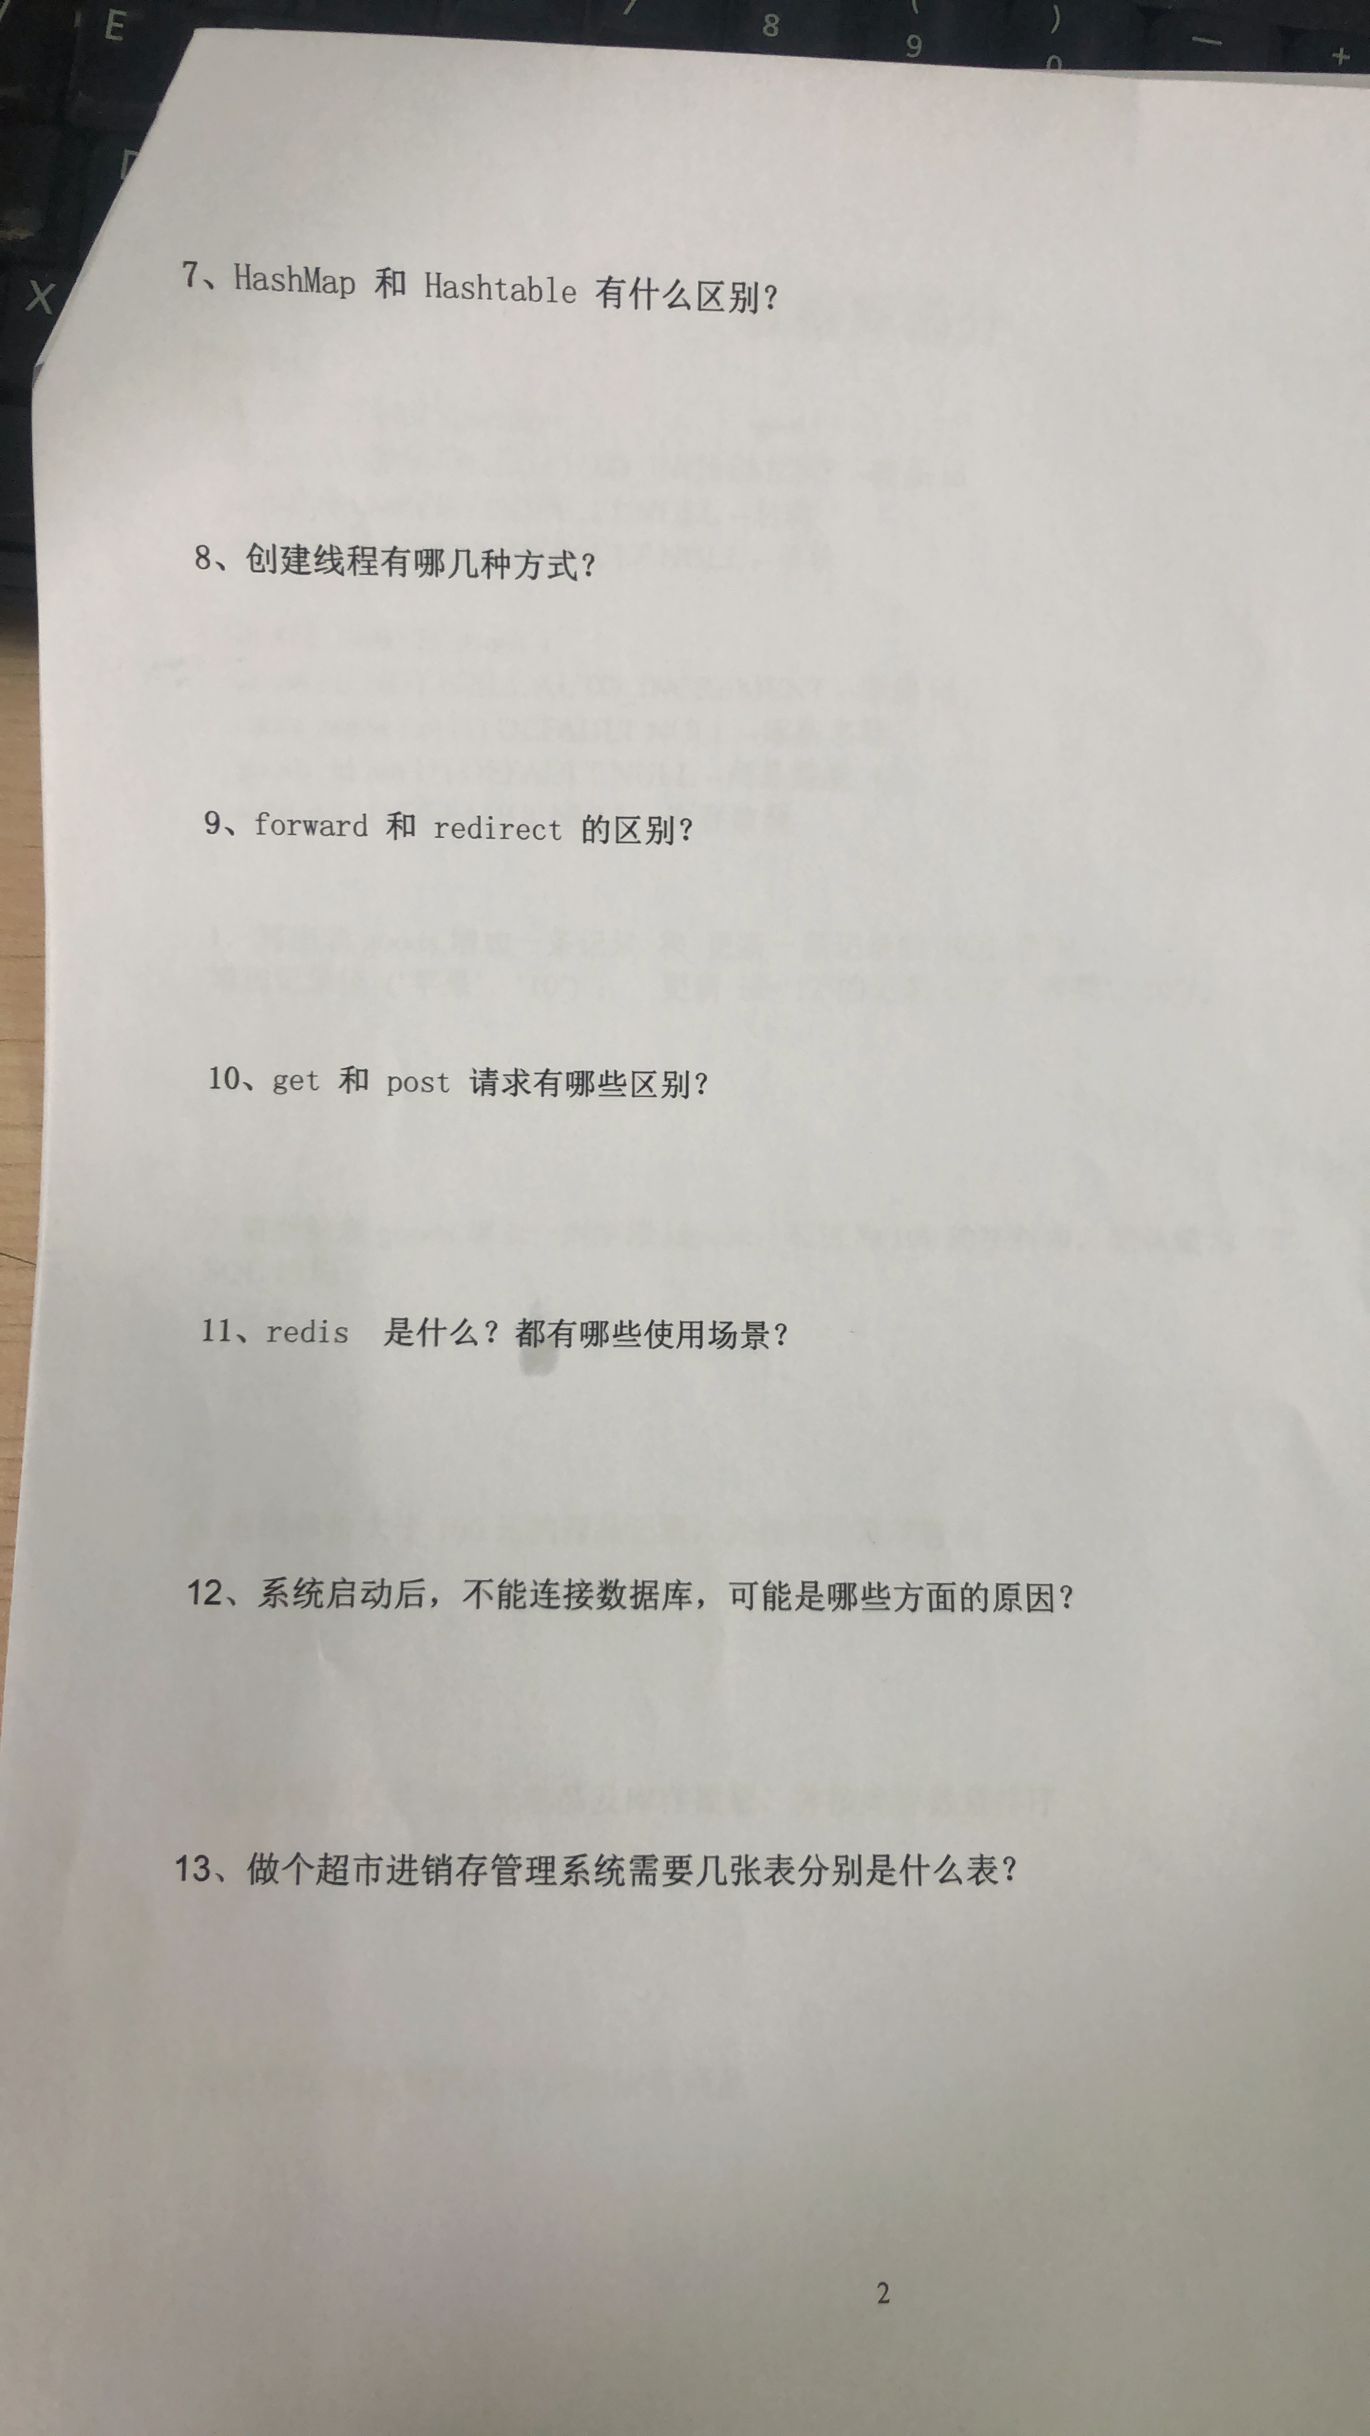 E
8
9
)
0
—
+
X
7、HashMap 和 Hashtable 有什么区别？
8、创建线程有哪几种方式？
9、forward 和 redirect 的区别？
10、get 和 post 请求有哪些区别？
11、redis 是什么？都有哪些使用场景？
12、系统启动后，不能连接数据库，可能是哪些方面的原因？
13、做个超市进销存管理系统需要几张表分别是什么表？
2